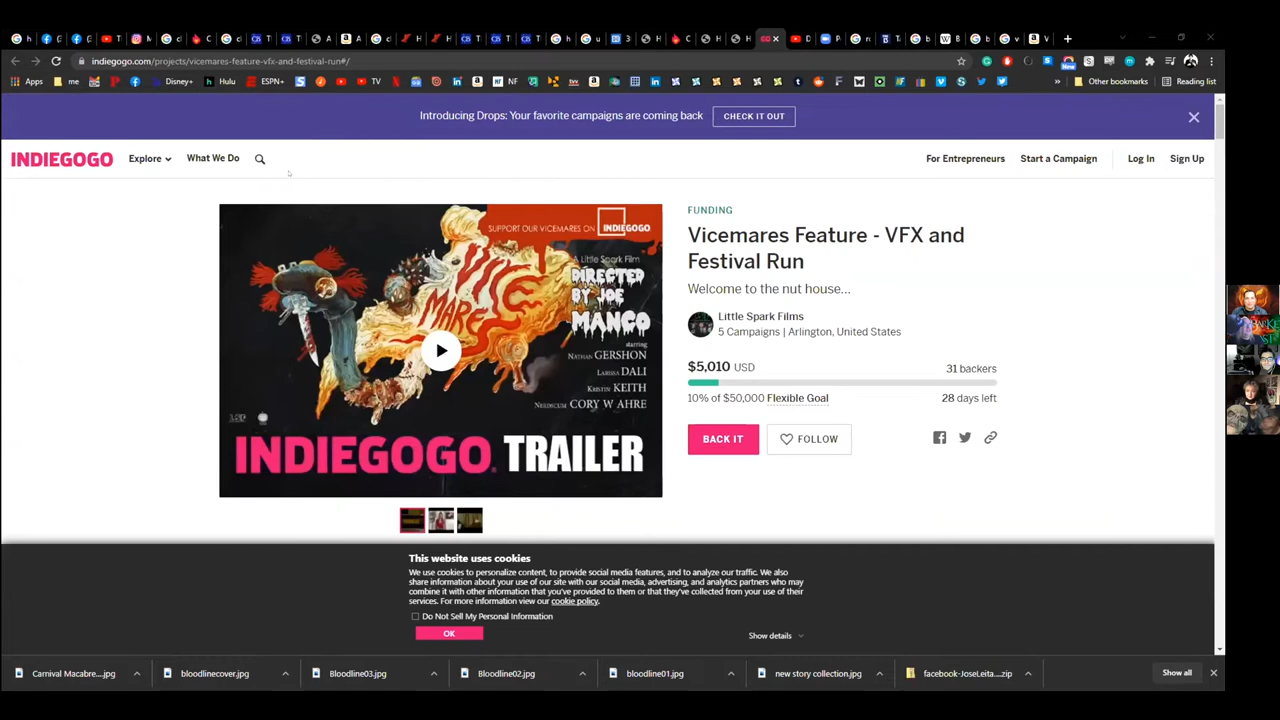 indiegogo.com/projects/vicemares-feature-vfx-and-festival-run#/
Apps
Disney+
Hulu
ESPN+
TV
NF
Other bookmarks
Reading list
Introducing Drops: Your favorite campaigns are coming back
CHECK IT OUT
INDIEGOGO
Explore
What We Do
For Entrepreneurs
Start a Campaign
Log In
Sign Up
SUPPORT OUR VICEMARES ON INDIEGOGO
A Little Spark Film
DIRECTED
BY JOE
MANCO
VICE
MARES
starring
NATHAN GERSHON
LARISSA DALI
KRISTIN KEITH
CORY W AHRE
INDIEGOGO. TRAILER
FUNDING
Vicemares Feature - VFX and
Festival Run
Welcome to the nut house...
Little Spark Films
5 Campaigns | Arlington, United States
$5,010 USD
31 backers
10% of $50,000 Flexible Goal
28 days left
BACK IT
FOLLOW
This website uses cookies
We use cookies to personalize content, to provide social media features, and to analyze our traffic. We also
share information about your use of our site with our social media, advertising, and analytics partners who may
combine it with other information that you've provided to them or that they've collected from your use of their
services. For more information view our cookie policy.
Do Not Sell My Personal Information
OK
Show details
Carnival Macabre....jpg
bloodlinecover.jpg
Bloodline03.jpg
Bloodline02.jpg
bloodline01.jpg
new story collection.jpg
facebook-JoseLeita....zip
Show all